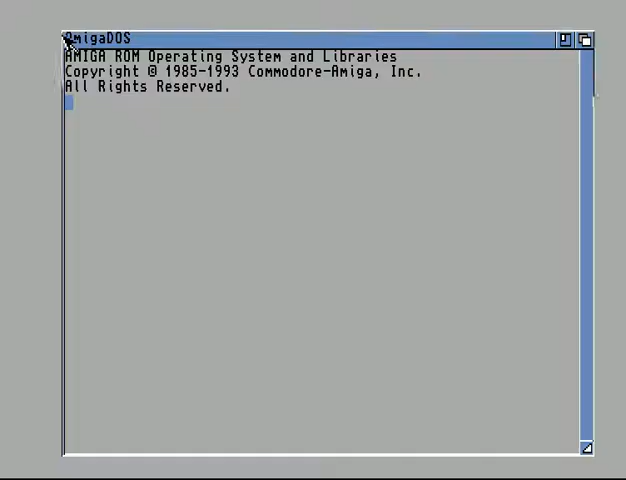 AmigaDOS
AMIGA ROM Operating System and Libraries
Copyright © 1985-1993 Commodore-Amiga, Inc.
All Rights Reserved.